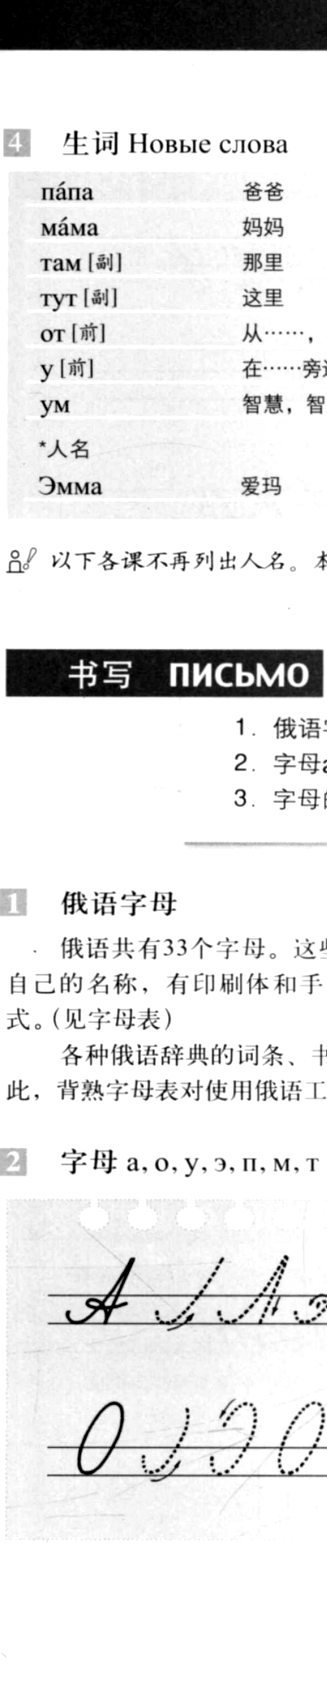 4 生词 Новые слова
па́па 爸爸
ма́ма 妈妈
там [副] 那里
тут [副] 这里
от [前] 从……，
у [前] 在……旁
ум 智慧，智
*人名
Эмма 爱玛
以下各课不再列出人名。本
书写 ПИСЬМО
1. 俄语
2. 字母а
3. 字母
1 俄语字母
俄语共有33个字母。这些
自己的名称，有印刷体和手
式。（见字母表）
各种俄语辞典的词条、书
此，背熟字母表对使用俄语工
2 字母 а, о, у, э, п, м, т
А
О